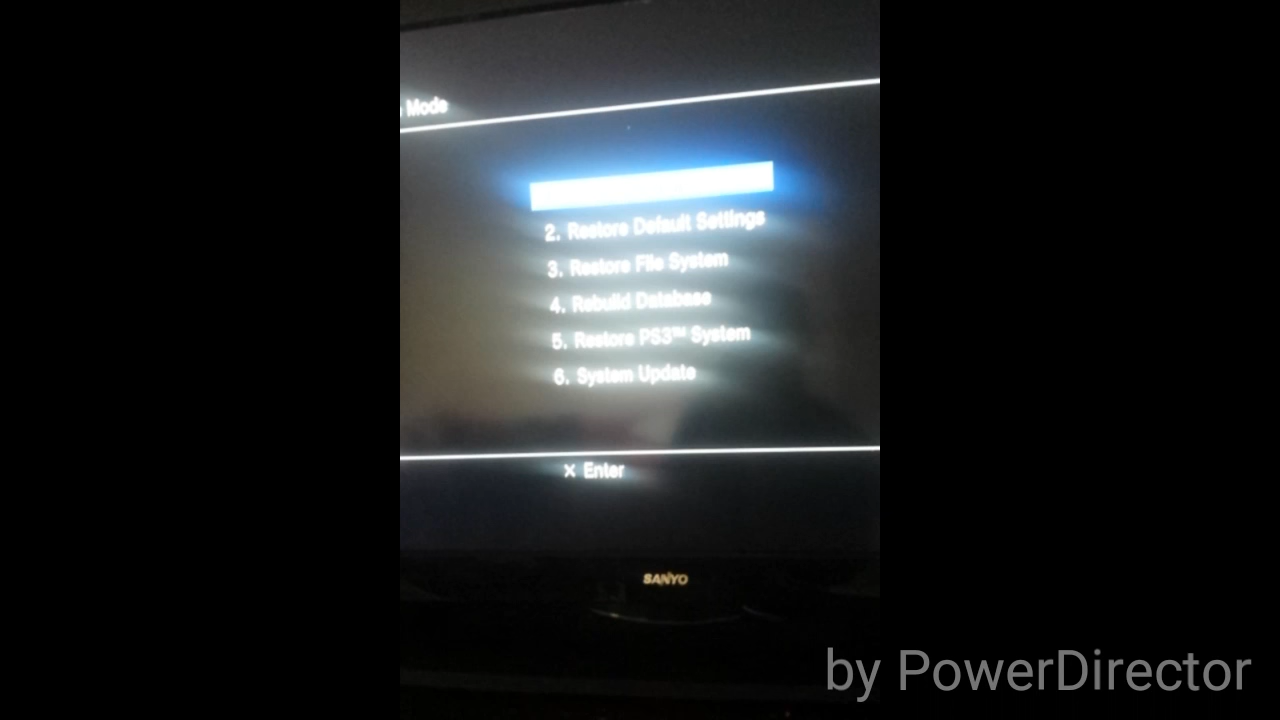 Mode
2. Restore Default Settings
3. Restore File System
4. Rebuild Database
5. Restore PS3™ System
6. System Update
✕ Enter
SANYO
by PowerDirector